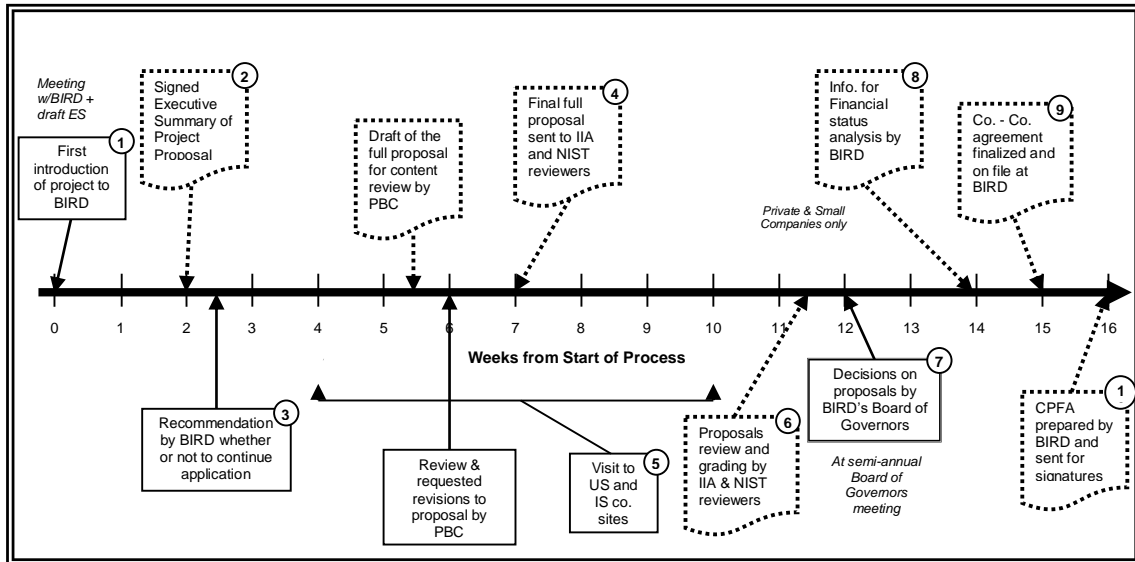 Meeting
w/BIRD +
draft ES
1
First
introduction
of project to
BIRD
2
Signed
Executive
Summary of
Project
Proposal
Draft of the
full proposal
for content
review by
PBC
4
Final full
proposal
sent to IIA
and NIST
reviewers
8
Info. for
Financial
status
analysis by
BIRD
Private & Small
Companies only
9
Co. - Co.
agreement
finalized and
on file at
BIRD
0 1 2 3 4 5 6 7 8 9 10 11 12 13 14 15 16
Weeks from Start of Process
3
Recommendation
by BIRD whether
or not to continue
application
Review &
requested
revisions to
proposal by
PBC
5
Visit to
US and
IS co.
sites
6
Proposals
review and
grading by
IIA & NIST
reviewers
7
Decisions on
proposals by
BIRD's Board of
Governors
At semi-annual
Board of
Governors
meeting
1
CPFA
prepared by
BIRD and
sent for
signatures